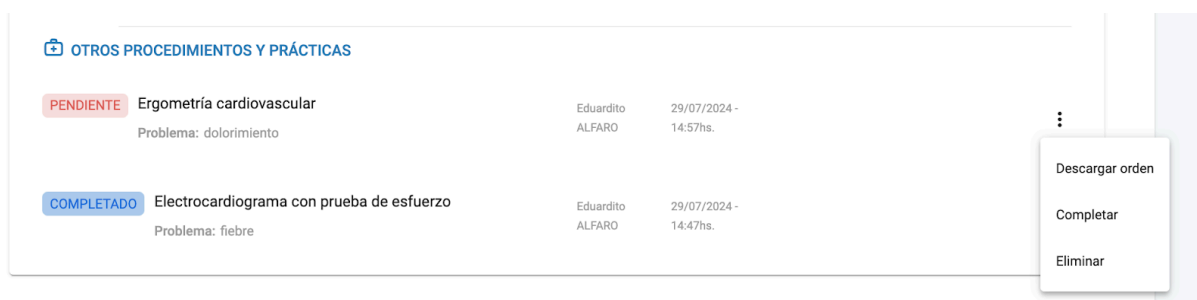 OTROS PROCEDIMIENTOS Y PRÁCTICAS
PENDIENTE Ergometría cardiovascular
Problema: dolorimiento
Eduardito
ALFARO
29/07/2024 -
14:57hs.
Descargar orden
Completar
Eliminar
COMPLETADO Electrocardiograma con prueba de esfuerzo
Problema: fiebre
Eduardito
ALFARO
29/07/2024 -
14:47hs.